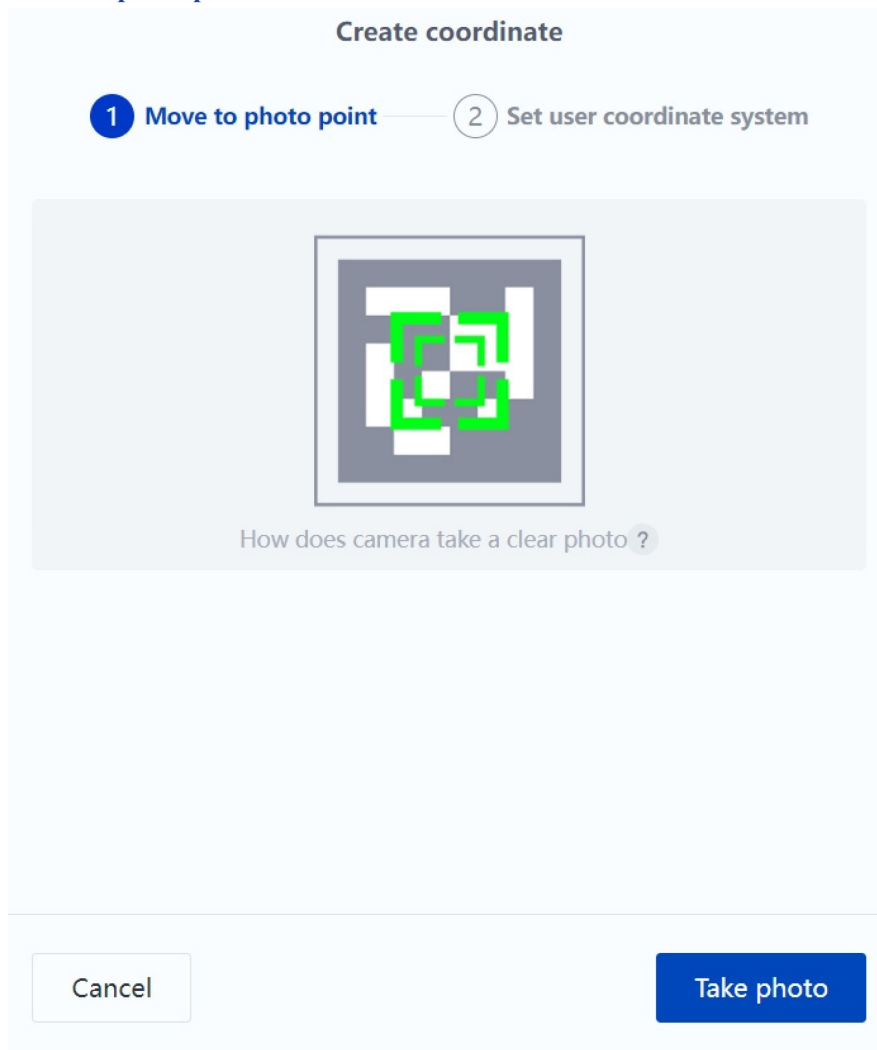 Create coordinate
1 Move to photo point 2 Set user coordinate system
How does camera take a clear photo ?
Cancel Take photo